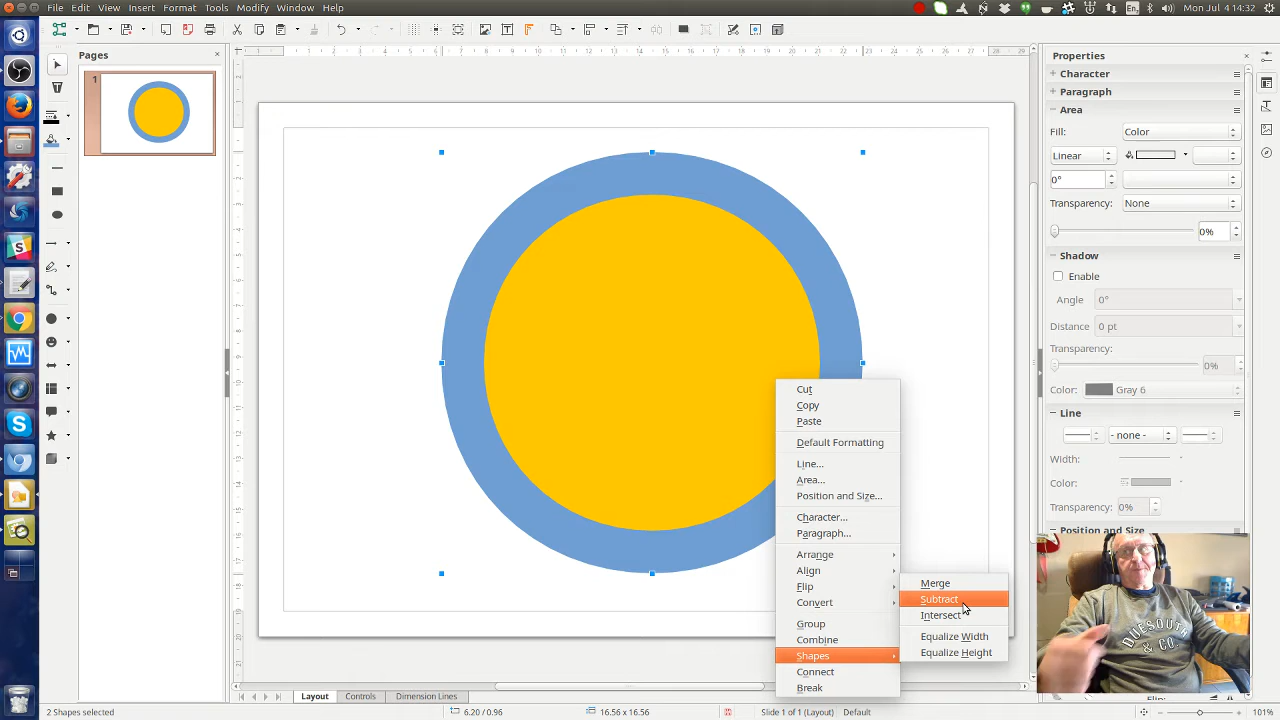 File Edit View Insert Format Tools Modify Window Help
En
Mon Jul 4 14:32
Pages
1
Properties
Character
Paragraph
Area
Fill:
Color
Linear
0°
Transparency:
None
0%
Shadow
Enable
Angle
0°
Distance
0 pt
Transparency:
0%
Color:
Gray 6
Line
- none -
Width:
Color:
Transparency:
0%
Position and Size
Cut
Copy
Paste
Default Formatting
Line...
Area...
Position and Size...
Character...
Paragraph...
Arrange
Align
Flip
Convert
Group
Combine
Shapes
Connect
Break
Merge
Subtract
Intersect
Equalize Width
Equalize Height
Layout
Controls
Dimension Lines
2 Shapes selected
6.20 / 0.96
16.56 x 16.56
Slide 1 of 1 (Layout)
Default
101%